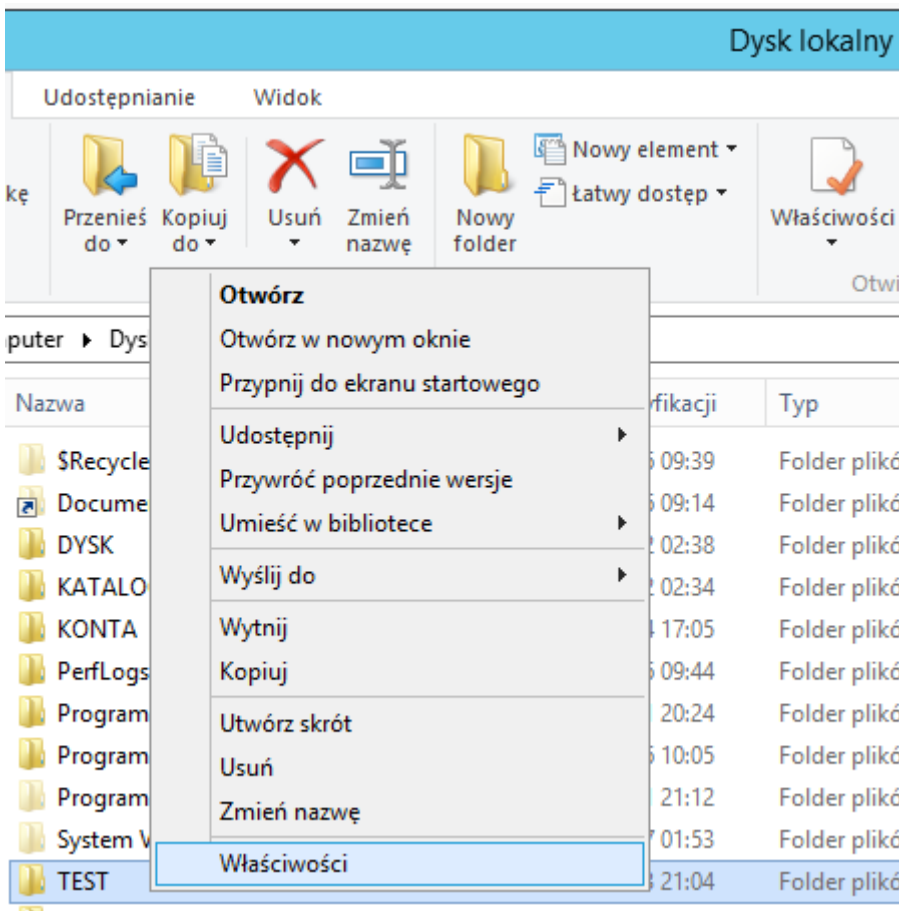 Dysk lokalny
Udostępnianie Widok
kę
Przenieś do
Kopiuj do
Usuń
Zmień nazwę
Nowy folder
Nowy element
Łatwy dostęp
Właściwości
Otwi
puter Dys
Otwórz
Otwórz w nowym oknie
Przypnij do ekranu startowego
Udostępnij
Przywróć poprzednie wersje
Umieść w bibliotece
Wyślij do
Wytnij
Kopiuj
Utwórz skrót
Usuń
Zmień nazwę
Właściwości
Nazwa yfikacji Typ
$Recycle 09:39 Folder plikó
Docume 09:14 Folder plikó
DYSK 02:38 Folder plikó
KATALO 02:34 Folder plikó
KONTA 17:05 Folder plikó
PerfLogs 09:44 Folder plikó
Program 20:24 Folder plikó
Program 10:05 Folder plikó
Program 21:12 Folder plikó
System V 01:53 Folder plikó
TEST 21:04 Folder plikó